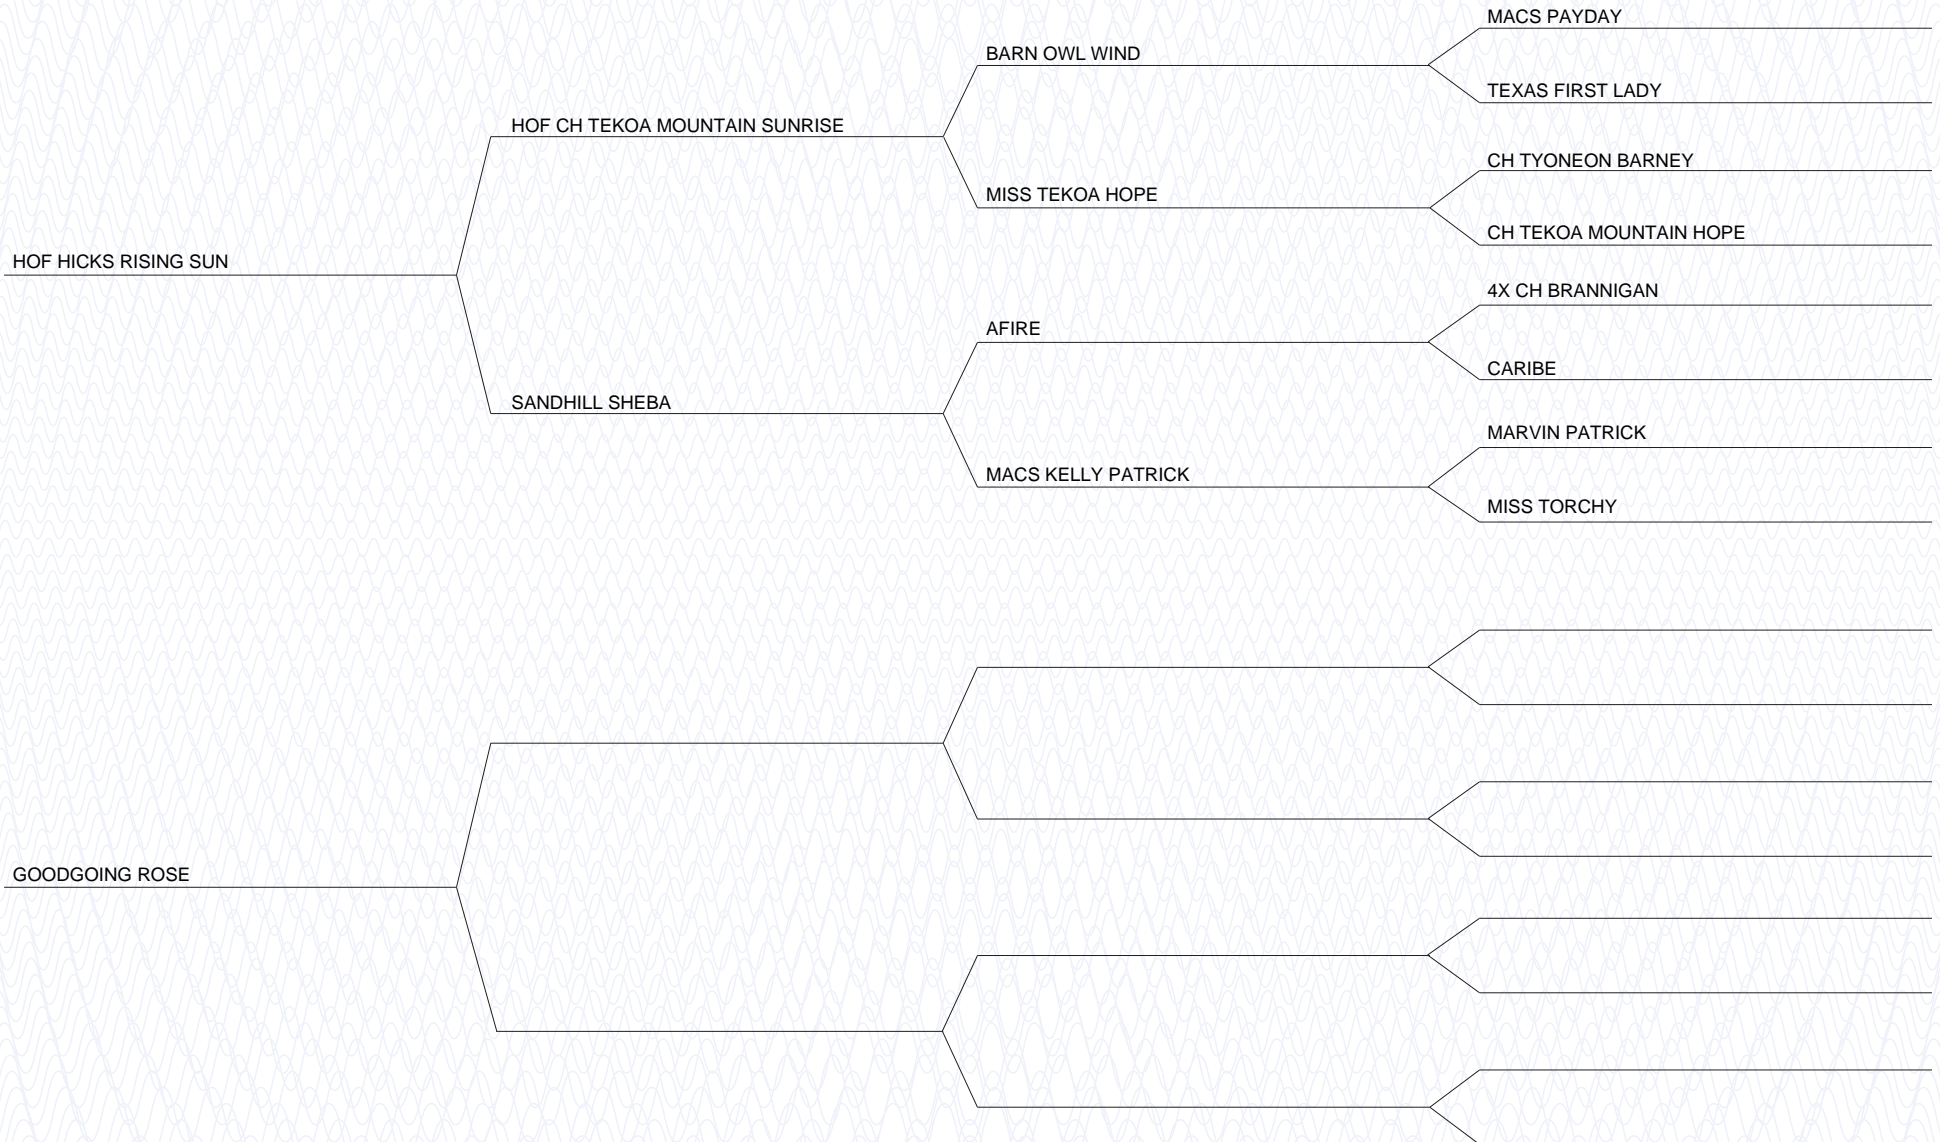 MACS PAYDAY
BARN OWL WIND
TEXAS FIRST LADY
HOF CH TEKOA MOUNTAIN SUNRISE
CH TYONEON BARNEY
MISS TEKOA HOPE
CH TEKOA MOUNTAIN HOPE
HOF HICKS RISING SUN
4X CH BRANNIGAN
AFIRE
CARIBE
SANDHILL SHEBA
MARVIN PATRICK
MACS KELLY PATRICK
MISS TORCHY
GOODGOING ROSE